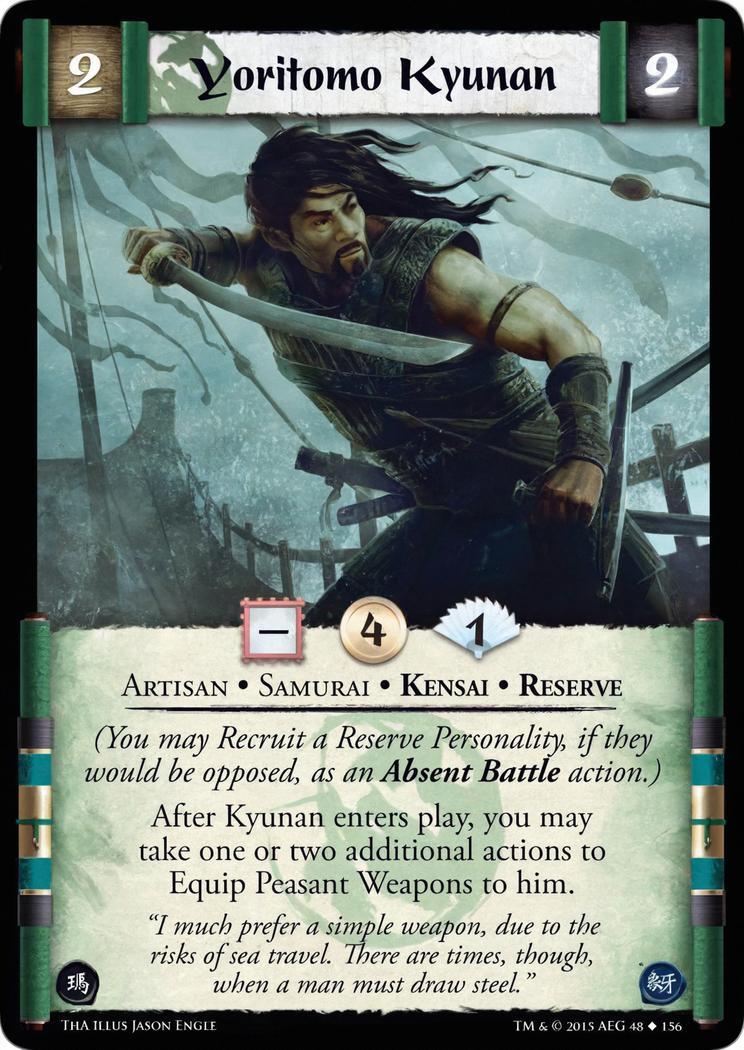 2 Yoritomo Kyunan 2
– 4 1
ARTISAN • SAMURAI • KENSAI • RESERVE
(You may Recruit a Reserve Personality, if they
would be opposed, as an Absent Battle action.)
After Kyunan enters play, you may
take one or two additional actions to
Equip Peasant Weapons to him.
“I much prefer a simple weapon, due to the
risks of sea travel. There are times, though,
when a man must draw steel.”
THA ILLUS JASON ENGLE TM & © 2015 AEG 48 ◆ 156